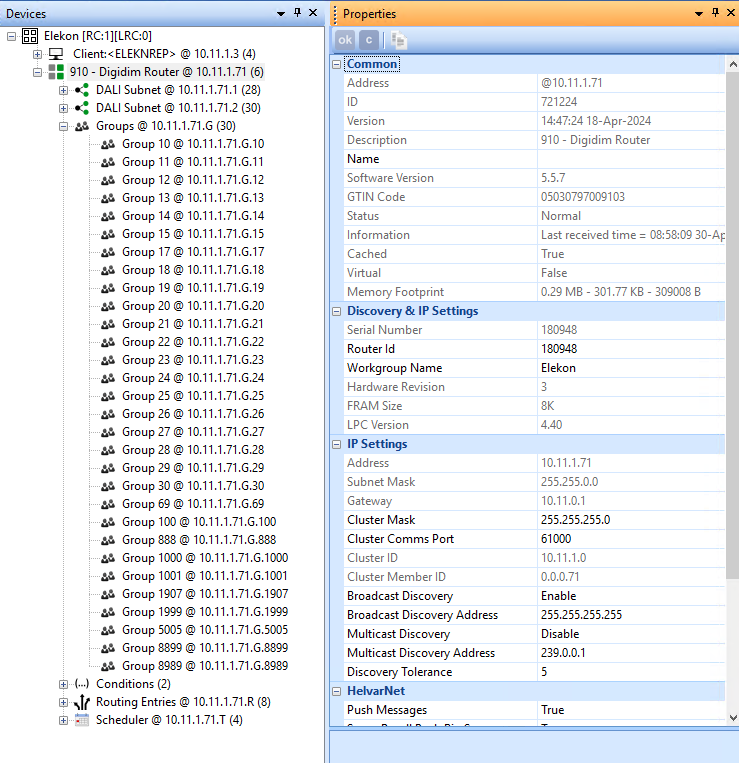 Devices
Elekon [RC:1][LRC:0]
Client:<ELEKNREP> @ 10.11.1.3 (4)
910 - Digidim Router @ 10.11.1.71 (6)
DALI Subnet @ 10.11.1.71.1 (28)
DALI Subnet @ 10.11.1.71.2 (30)
Groups @ 10.11.1.71.G (30)
Group 10 @ 10.11.1.71.G.10
Group 11 @ 10.11.1.71.G.11
Group 12 @ 10.11.1.71.G.12
Group 13 @ 10.11.1.71.G.13
Group 14 @ 10.11.1.71.G.14
Group 15 @ 10.11.1.71.G.15
Group 17 @ 10.11.1.71.G.17
Group 18 @ 10.11.1.71.G.18
Group 19 @ 10.11.1.71.G.19
Group 20 @ 10.11.1.71.G.20
Group 21 @ 10.11.1.71.G.21
Group 22 @ 10.11.1.71.G.22
Group 23 @ 10.11.1.71.G.23
Group 24 @ 10.11.1.71.G.24
Group 25 @ 10.11.1.71.G.25
Group 26 @ 10.11.1.71.G.26
Group 27 @ 10.11.1.71.G.27
Group 28 @ 10.11.1.71.G.28
Group 29 @ 10.11.1.71.G.29
Group 30 @ 10.11.1.71.G.30
Group 69 @ 10.11.1.71.G.69
Group 100 @ 10.11.1.71.G.100
Group 888 @ 10.11.1.71.G.888
Group 1000 @ 10.11.1.71.G.1000
Group 1001 @ 10.11.1.71.G.1001
Group 1907 @ 10.11.1.71.G.1907
Group 1999 @ 10.11.1.71.G.1999
Group 5005 @ 10.11.1.71.G.5005
Group 8899 @ 10.11.1.71.G.8899
Group 8989 @ 10.11.1.71.G.8989
(...) Conditions (2)
Routing Entries @ 10.11.1.71.R (8)
Scheduler @ 10.11.1.71.T (4)
Properties
ok c
Common
Address @10.11.1.71
ID 721224
Version 14:47:24 18-Apr-2024
Description 910 - Digidim Router
Name
Software Version 5.5.7
GTIN Code 05030797009103
Status Normal
Information Last received time = 08:58:09 30-Ap
Cached True
Virtual False
Memory Footprint 0.29 MB - 301.77 KB - 309008 B
Discovery & IP Settings
Serial Number 180948
Router Id 180948
Workgroup Name Elekon
Hardware Revision 3
FRAM Size 8K
LPC Version 4.40
IP Settings
Address 10.11.1.71
Subnet Mask 255.255.0.0
Gateway 10.11.0.1
Cluster Mask 255.255.255.0
Cluster Comms Port 61000
Cluster ID 10.11.1.0
Cluster Member ID 0.0.0.71
Broadcast Discovery Enable
Broadcast Discovery Address 255.255.255.255
Multicast Discovery Disable
Multicast Discovery Address 239.0.0.1
Discovery Tolerance 5
HelvarNet
Push Messages True